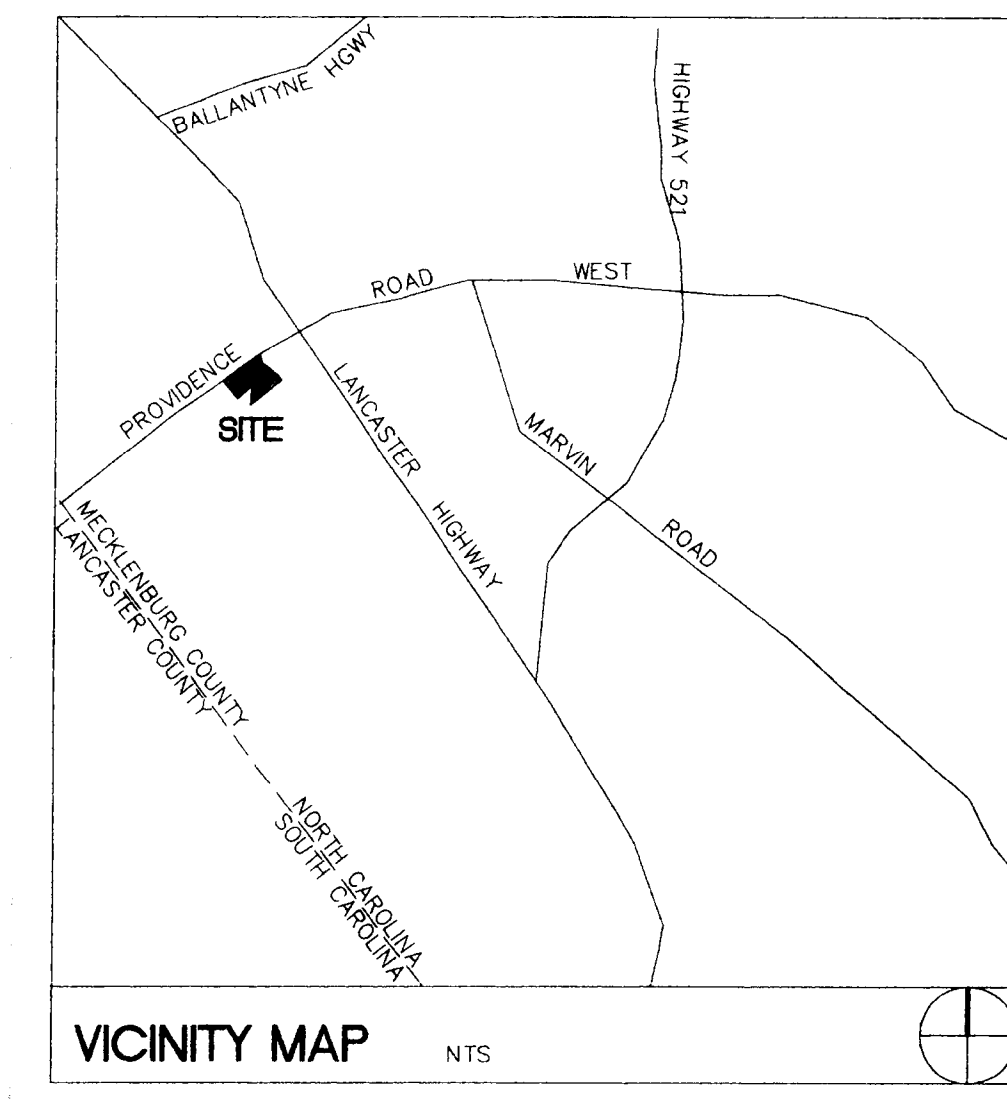 BALLANTYNE HGWY
HIGHWAY 521
PROVIDENCE ROAD WEST
SITE
LANCASTER HIGHWAY
MARVIN ROAD
MECKLENBURG COUNTY
LANCASTER COUNTY
NORTH CAROLINA
SOUTH CAROLINA
VICINITY MAP NTS